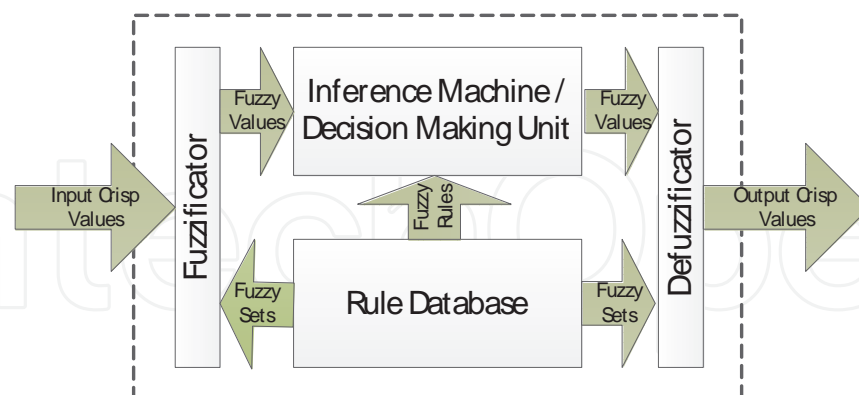 Input Crisp
Values
Fuzzificator
Fuzzy
Values
Inference Machine /
Decision Making Unit
Fuzzy
Values
Fuzzy
Rules
Fuzzy
Sets
Rule Database
Fuzzy
Sets
Defuzzificator
Output Crisp
Values